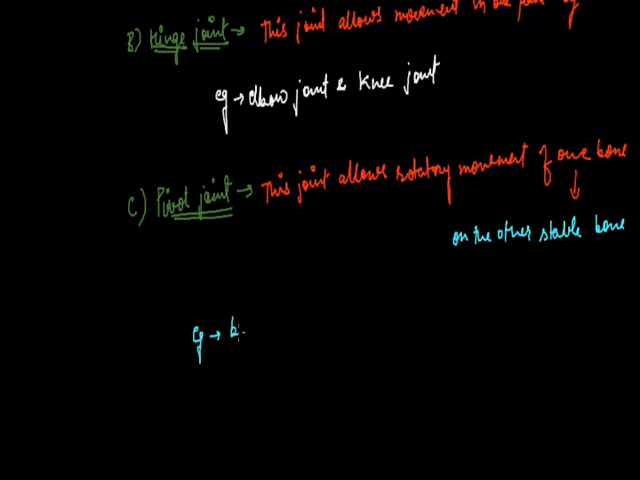 B) Hinge joint → This joint allows movement in one
eg → elbow joint & Knee joint
C) Pivot joint → This joint allows rotatory movement of one bone
↓
on the other stable bone
eg → b